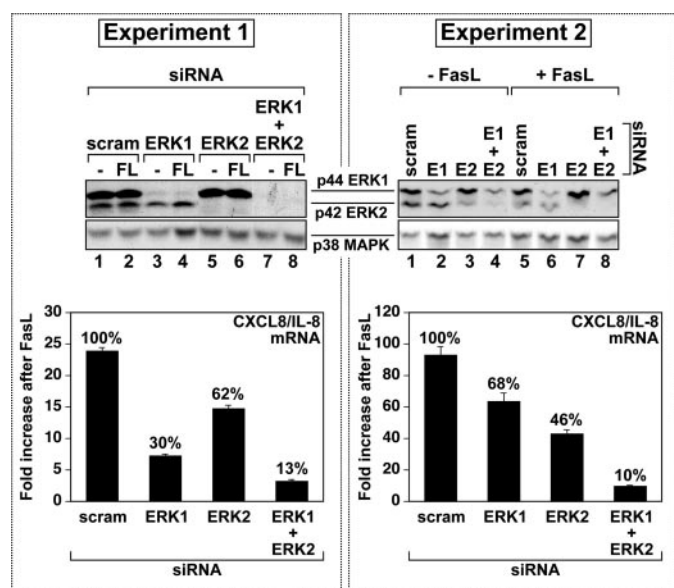 Experiment 1
siRNA
ERK1
+
ERK2
scram ERK1 ERK2
- FL - FL - FL - FL
p44 ERK1
p42 ERK2
p38 MAPK
1 2 3 4 5 6 7 8
CXCL8/IL-8
mRNA
Fold increase after FasL
30
25
20
15
10
5
0
100%
30%
62%
13%
scram ERK1 ERK2 ERK1
+
ERK2
siRNA
Experiment 2
- FasL + FasL
siRNA
scram E1 E2 E1
+
E2
scram E1 E2 E1
+
E2
1 2 3 4 5 6 7 8
CXCL8/IL-8
mRNA
Fold increase after FasL
120
100
80
60
40
20
0
100%
68%
46%
10%
scram ERK1 ERK2 ERK1
+
ERK2
siRNA